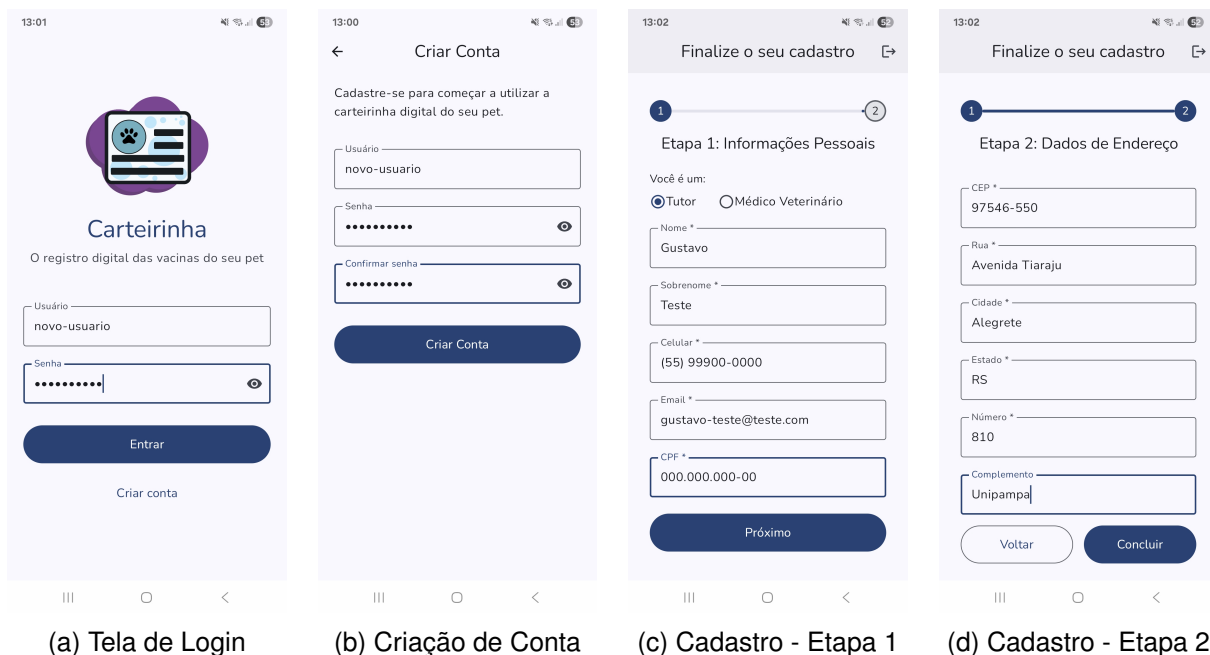 13:01
53
Carteirinha
O registro digital das vacinas do seu pet
Usuário
novo-usuario
Senha
••••••••••
Entrar
Criar conta
(a) Tela de Login
13:00
53
Criar Conta
Cadastre-se para começar a utilizar a
carteirinha digital do seu pet.
Usuário
novo-usuario
Senha
••••••••••
Confirmar senha
••••••••••
Criar Conta
(b) Criação de Conta
13:02
52
Finalize o seu cadastro
1
2
Etapa 1: Informações Pessoais
Você é um:
Tutor Médico Veterinário
Nome *
Gustavo
Sobrenome *
Teste
Celular *
(55) 99900-0000
Email *
gustavo-teste@teste.com
CPF *
000.000.000-00
Próximo
(c) Cadastro - Etapa 1
13:02
52
Finalize o seu cadastro
1
2
Etapa 2: Dados de Endereço
CEP *
97546-550
Rua *
Avenida Tiaraju
Cidade *
Alegrete
Estado *
RS
Número *
810
Complemento
Unipampa
Voltar Concluir
(d) Cadastro - Etapa 2